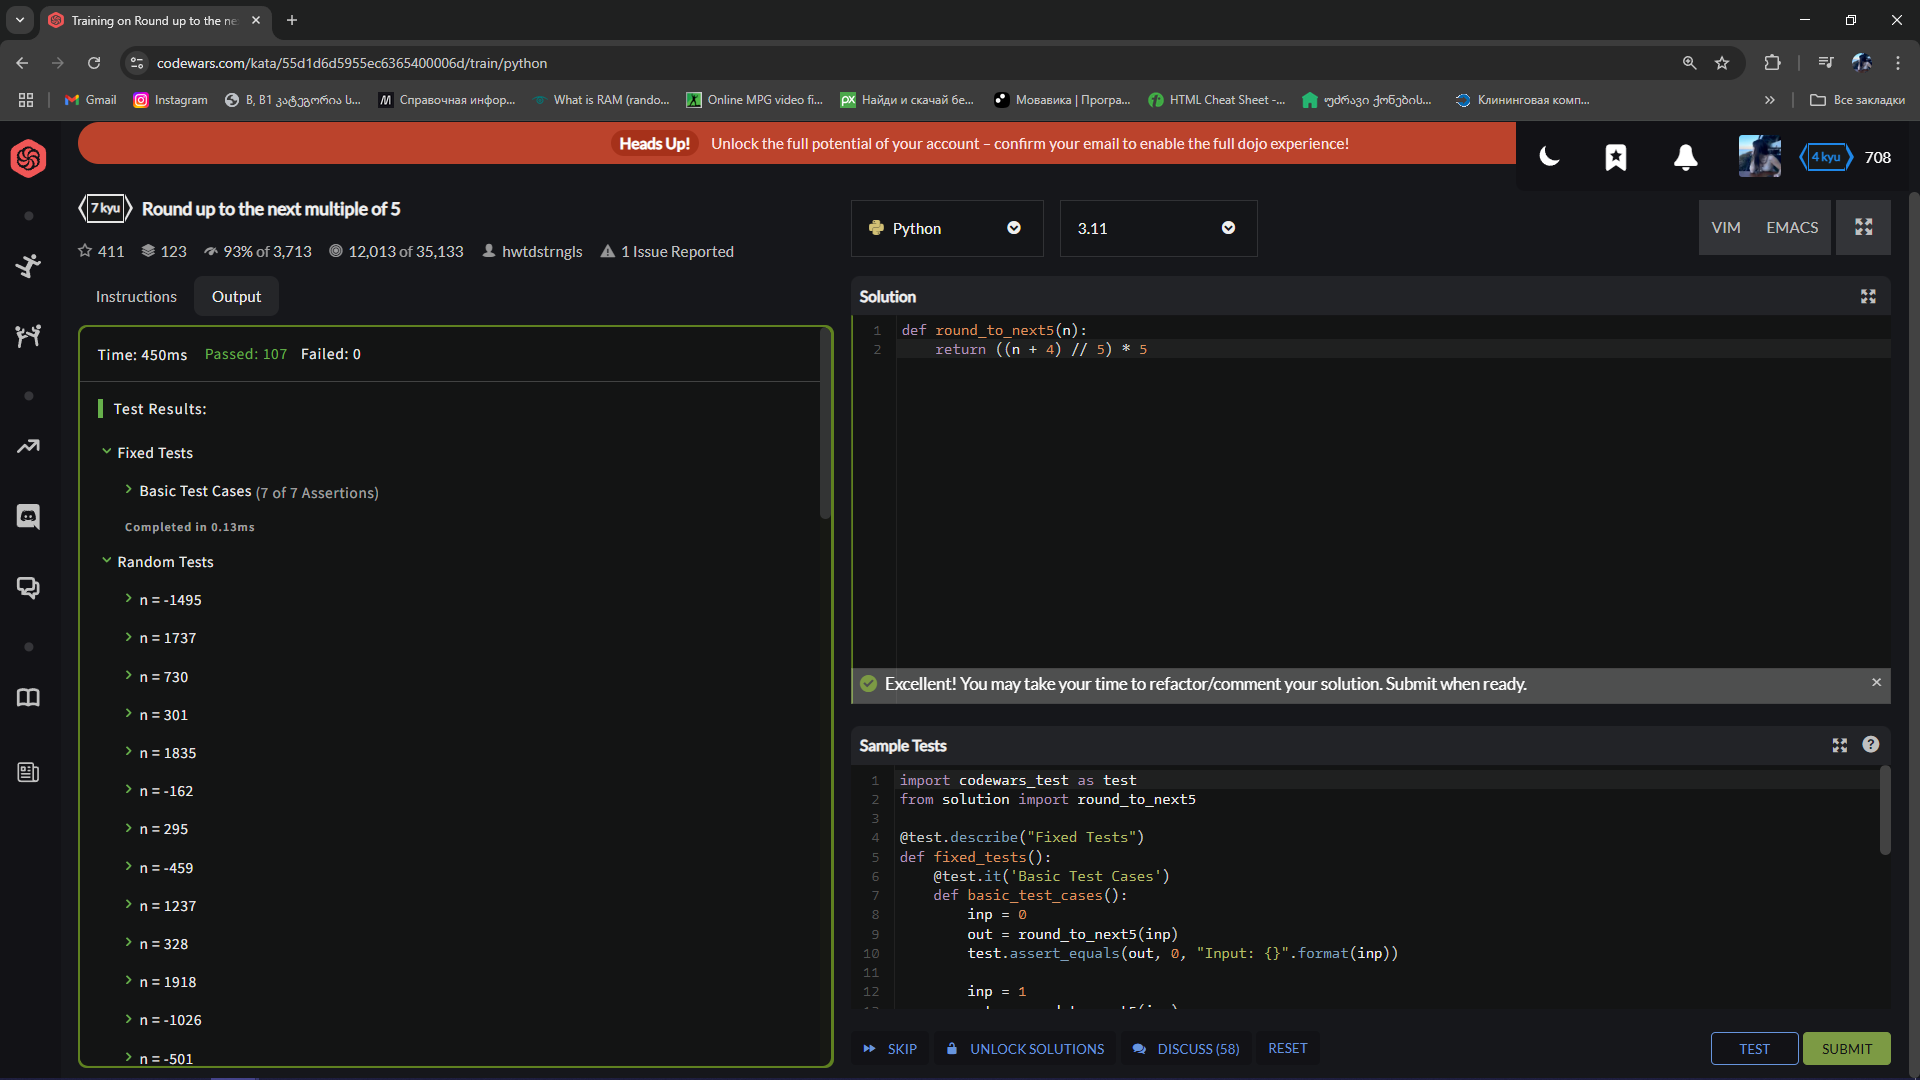 Training on Round up to the ne
codewars.com/kata/55d1d6d5955ec6365400006d/train/python
Gmail
Instagram
B, B1 კატეგორია ს...
Справочная инфор...
What is RAM (rando...
Online MPG video fi...
Найди и скачай бе...
Мовавика | Програ...
HTML Cheat Sheet -...
უძრავი ქონების...
Клининговая комп...
Все закладки
Heads Up! Unlock the full potential of your account – confirm your email to enable the full dojo experience!
4 kyu 708
7 kyu Round up to the next multiple of 5
411 123 93% of 3,713 12,013 of 35,133 hwtdstrngls 1 Issue Reported
Instructions Output
Time: 450ms Passed: 107 Failed: 0
Test Results:
Fixed Tests
Basic Test Cases (7 of 7 Assertions)
Completed in 0.13ms
Random Tests
n = -1495
n = 1737
n = 730
n = 301
n = 1835
n = -162
n = 295
n = -459
n = 1237
n = 328
n = 1918
n = -1026
n = -501
Python 3.11 VIM EMACS
Solution
1 def round_to_next5(n):
2     return ((n + 4) // 5) * 5
Excellent! You may take your time to refactor/comment your solution. Submit when ready.
Sample Tests
1 import codewars_test as test
2 from solution import round_to_next5
3
4 @test.describe("Fixed Tests")
5 def fixed_tests():
6     @test.it('Basic Test Cases')
7     def basic_test_cases():
8         inp = 0
9         out = round_to_next5(inp)
10         test.assert_equals(out, 0, "Input: {}".format(inp))
11
12         inp = 1
SKIP UNLOCK SOLUTIONS DISCUSS (58) RESET TEST SUBMIT